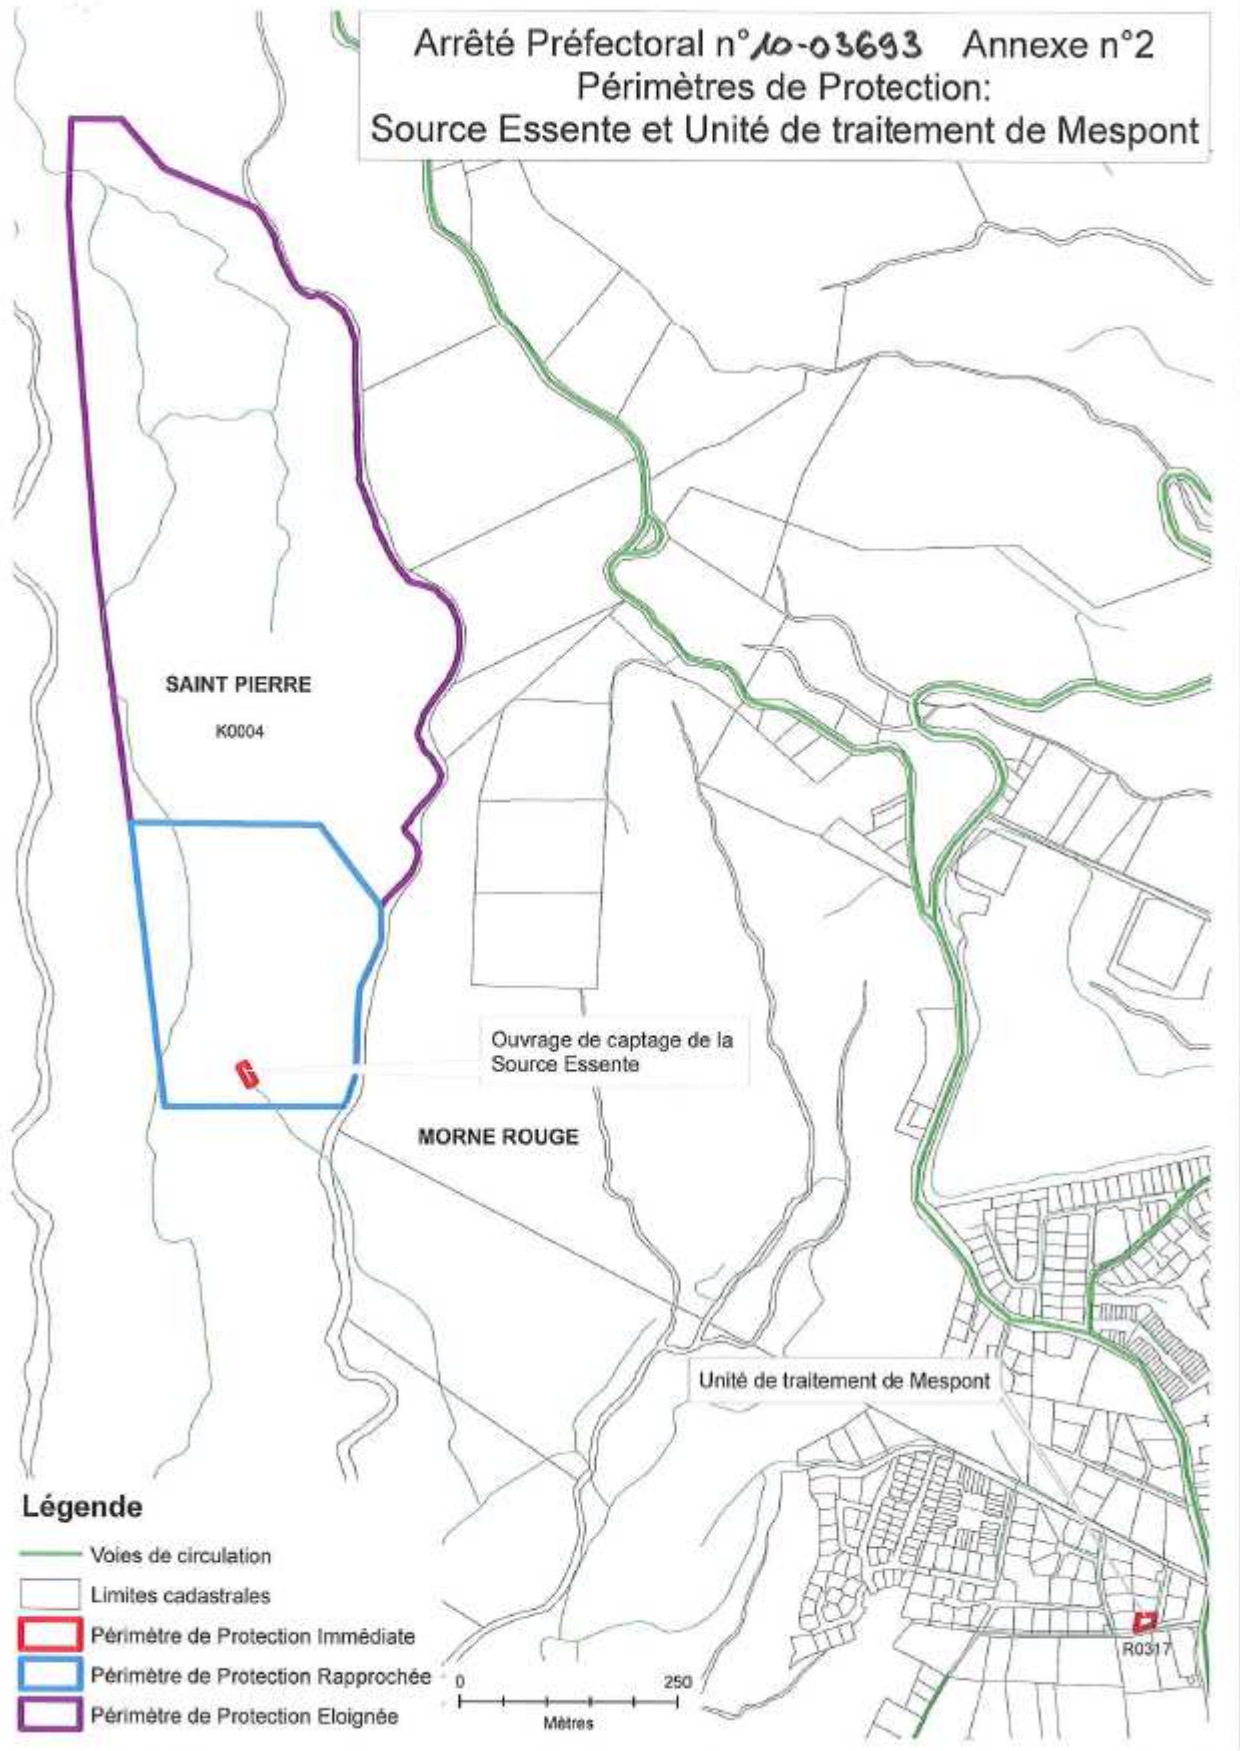 Arrêté Préfectoral n°10-03693 Annexe n°2
Périmètres de Protection:
Source Essente et Unité de traitement de Mespont
SAINT PIERRE
K0004
Ouvrage de captage de la
Source Essente
MORNE ROUGE
Unité de traitement de Mespont
R0317
Légende
Voies de circulation
Limites cadastrales
Périmètre de Protection Immédiate
Périmètre de Protection Rapprochée
Périmètre de Protection Eloignée
0 250
Mètres